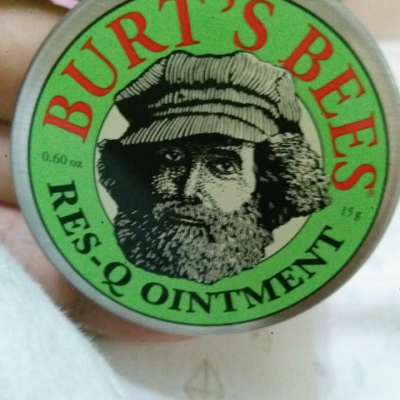 BURT'S BEES
0.60 oz
15 g
RES-Q OINTMENT